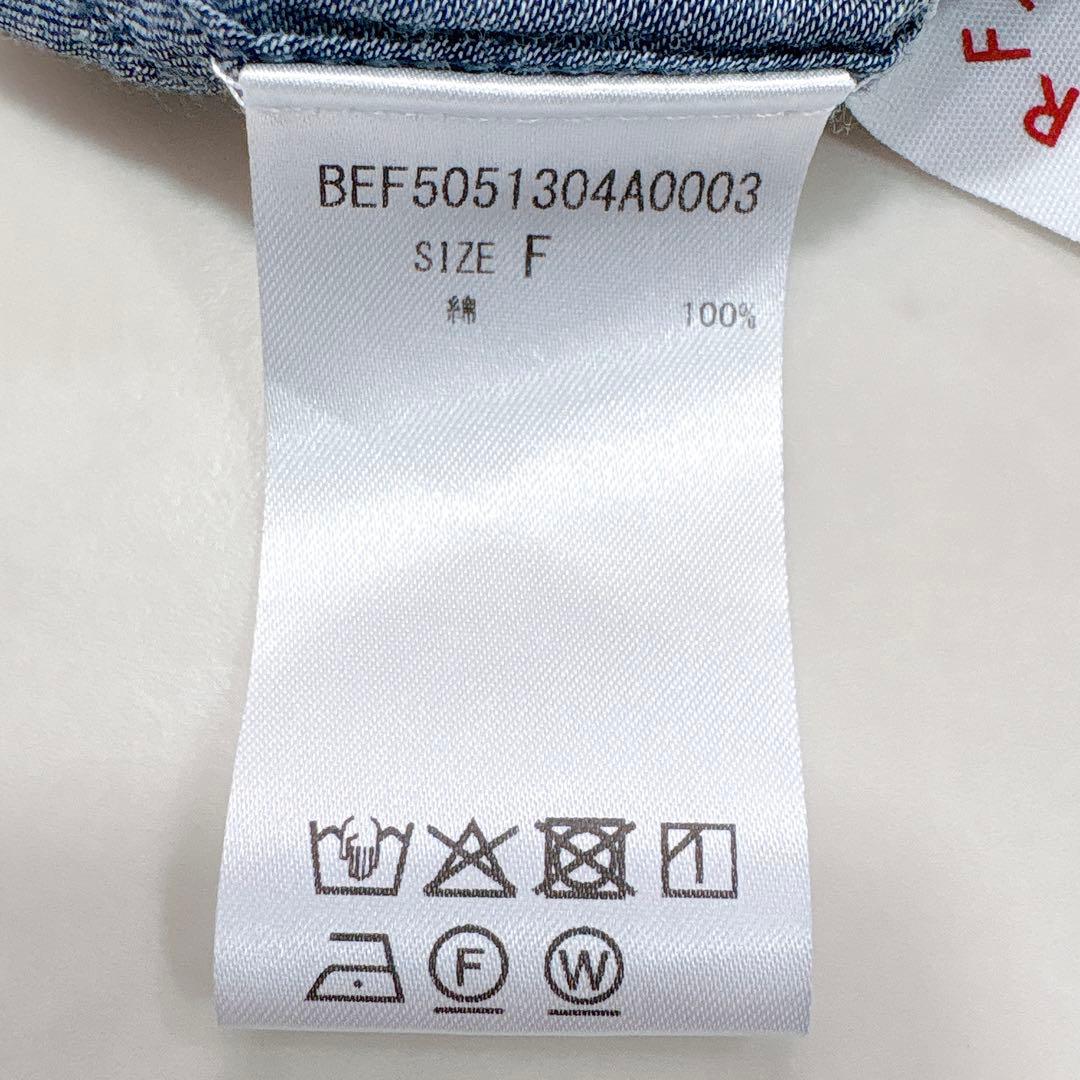 BEF5051304A0003
SIZE F
綿 100%
F W
R F